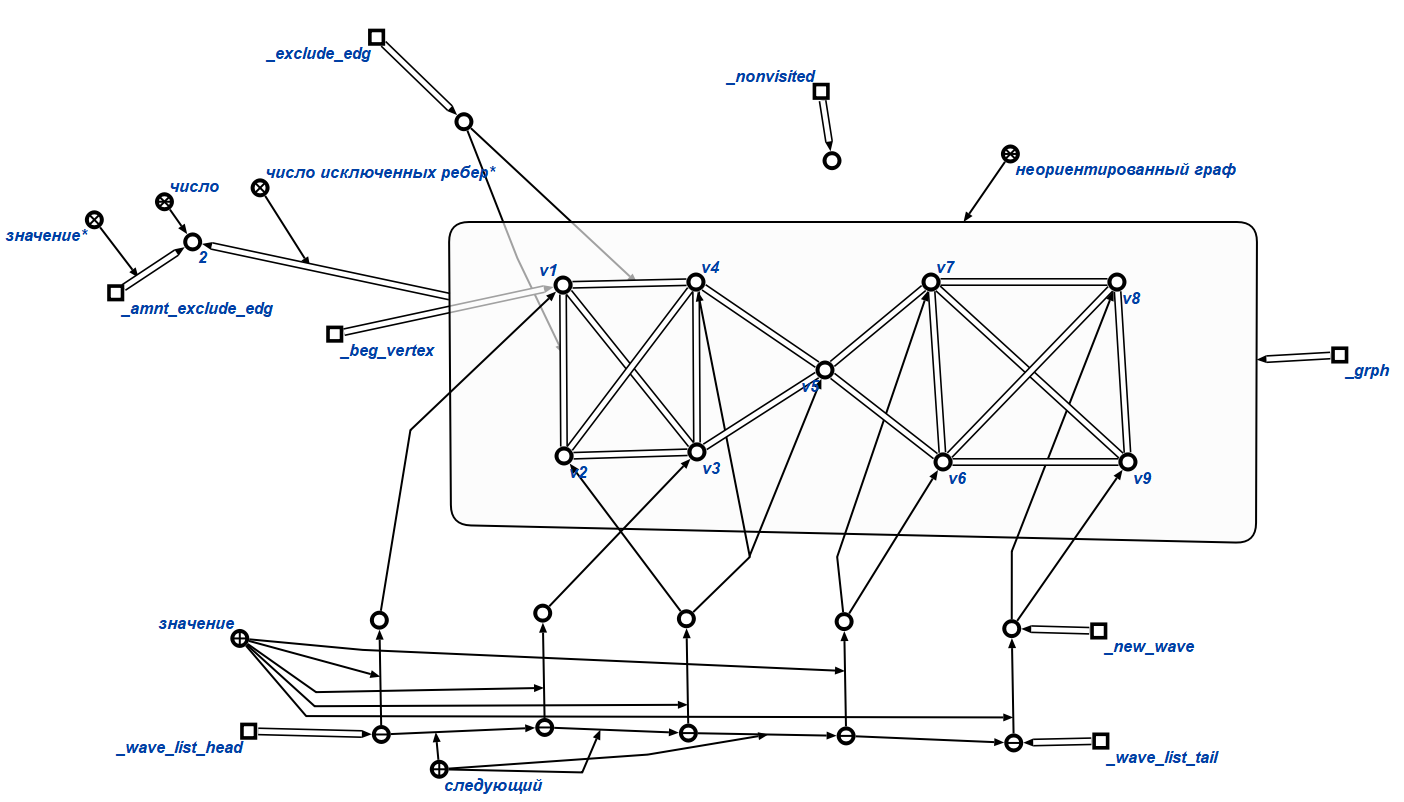 _exclude_edg
_nonvisited
число исключенных ребер*
неориентированный граф
число
значение*
2
_amnt_exclude_edg
_beg_vertex
v1
v4
v7
v8
v5
_grph
v2
v3
v6
v9
значение
_new_wave
_wave_list_head
_wave_list_tail
следующий